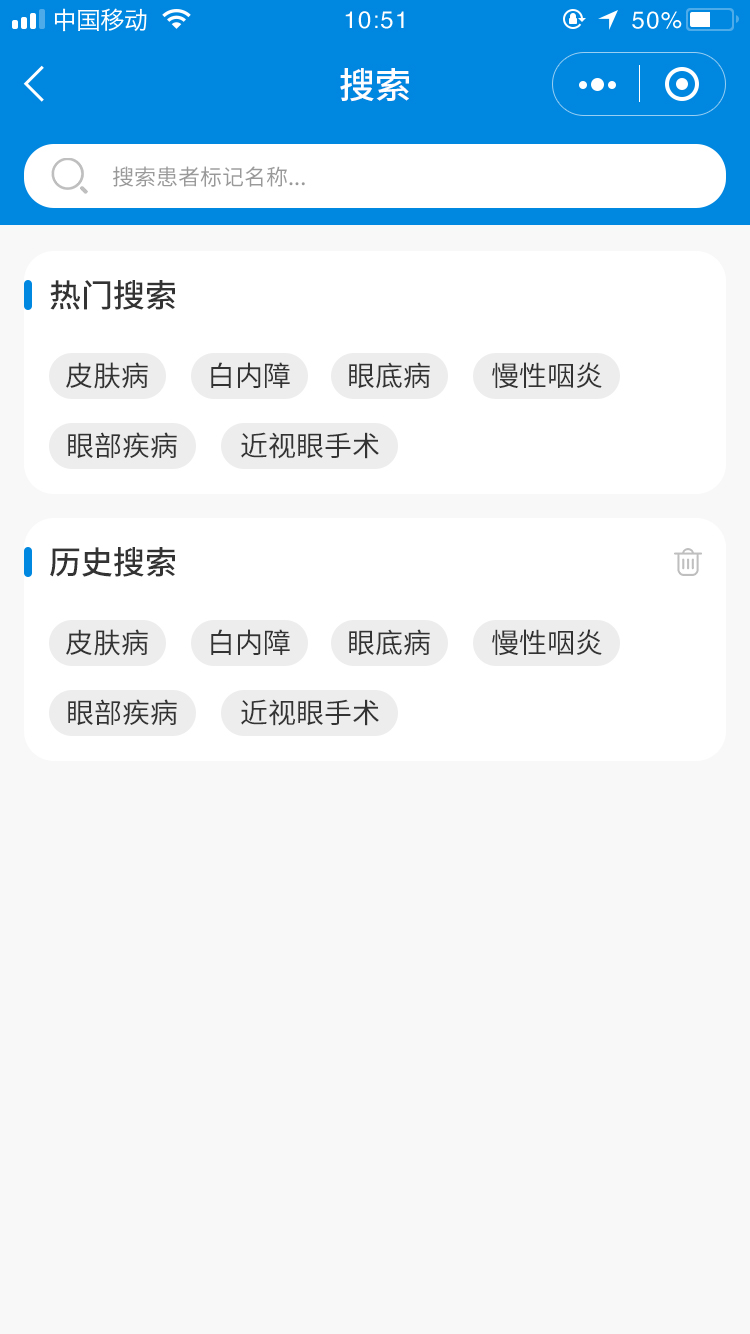 中国移动 10:51 50%
搜索
搜索患者标记名称...
热门搜索
皮肤病 白内障 眼底病 慢性咽炎
眼部疾病 近视眼手术
历史搜索
皮肤病 白内障 眼底病 慢性咽炎
眼部疾病 近视眼手术